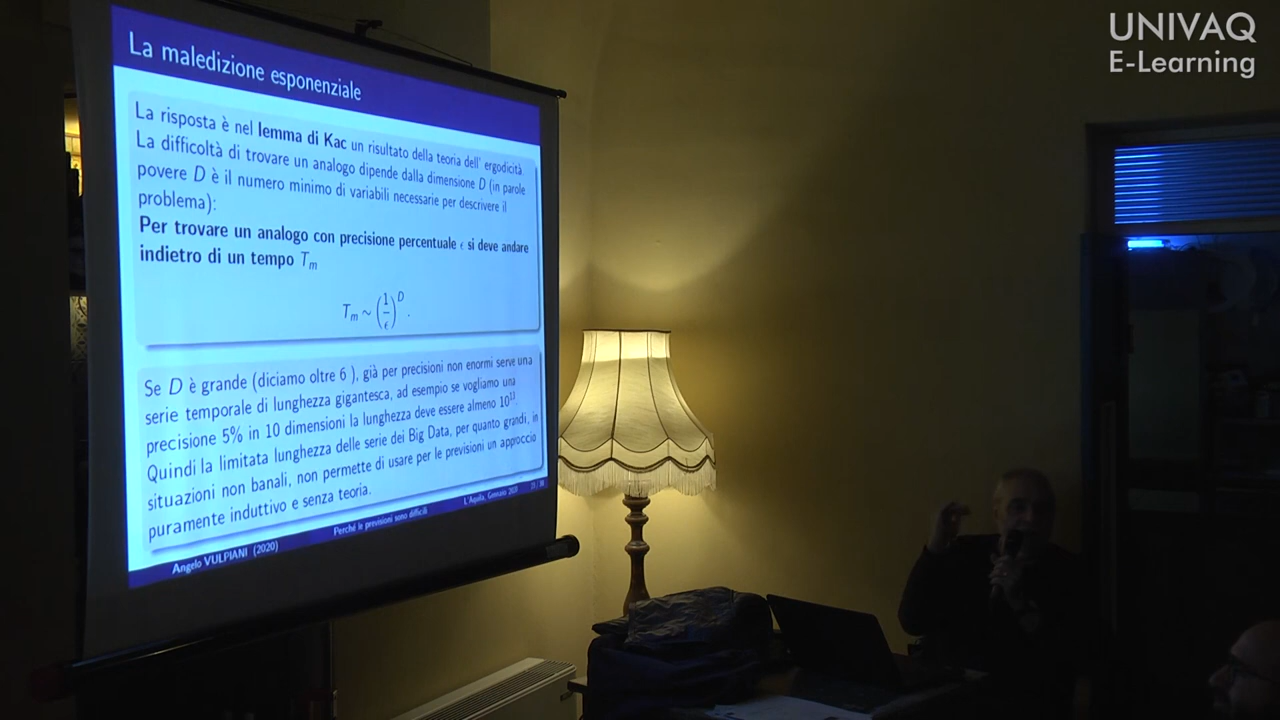 UNIVAQ
E-Learning
La maledizione esponenziale
La risposta è nel lemma di Kac un risultato della teoria dell' ergodicità.
La difficoltà di trovare un analogo dipende dalla dimensione D (in parole
povere D è il numero minimo di variabili necessarie per descrivere il
problema):
Per trovare un analogo con precisione percentuale ϵ si deve andare
indietro di un tempo Tₘ
Tₘ ∼ (1/ϵ)ᴰ.
Se D è grande (diciamo oltre 6 ), già per precisioni non enormi serve una
serie temporale di lunghezza gigantesca, ad esempio se vogliamo una
precisione 5% in 10 dimensioni la lunghezza deve essere almeno 10¹³.
Quindi la limitata lunghezza delle serie dei Big Data, per quanto grandi, in
situazioni non banali, non permette di usare per le previsioni un approccio
puramente induttivo e senza teoria.
Angelo VULPIANI (2020) Perché le previsioni sono difficili L'Aquila, Gennaio 2020